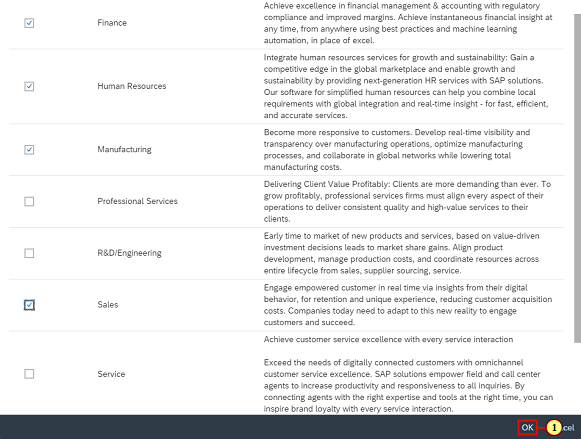 Achieve excellence in financial management & accounting with regulatory
compliance and improved margins. Achieve instantaneous financial insight at
Finance
any time, from anywhere using best practices and machine learning
automation, in place of excel.
Integrate human resources services for growth and sustainability: Gain a
competitive edge in the global marketplace and enable growth and
sustainability by providing next-generation HR services with SAP solutions.
Human Resources
Our software for simplified human resources can help you combine local
requirements with global integration and real-time insight - for fast, efficient,
and accurate services.
Become more responsive to customers. Develop real-time visibility and
transparency over manufacturing operations, optimize manufacturing
Manufacturing
processes, and collaborate in global networks while lowering total
manufacturing costs.
Delivering Client Value Profitably: Clients are more demanding than ever. To
grow profitably, professional services firms must align every aspect of their
Professional Services
operations to deliver consistent quality and high-value services to their
clients.
Early time to market of new products and services, based on value-driven
investment decisions leads to market share gains. Align product
R&D/Engineering
development, manage production costs, and coordinate resources across
entire lifecycle from sales, supplier sourcing, service.
Engage empowered customer in real time via insights from their digital
behavior, for retention and unique experience, reducing customer acquisition
Sales
costs. Companies today need to adapt to this new reality to engage
customers and succeed.
Achieve customer service excellence with every service interaction
Exceed the needs of digitally connected customers with omnichannel
Service
customer service excellence. SAP solutions empower field and call center
agents to increase productivity and responsiveness to all inquiries. By
connecting agents with the right expertise and tools at the right time, you can
inspire brand loyalty with every service interaction.
OK 1 cel